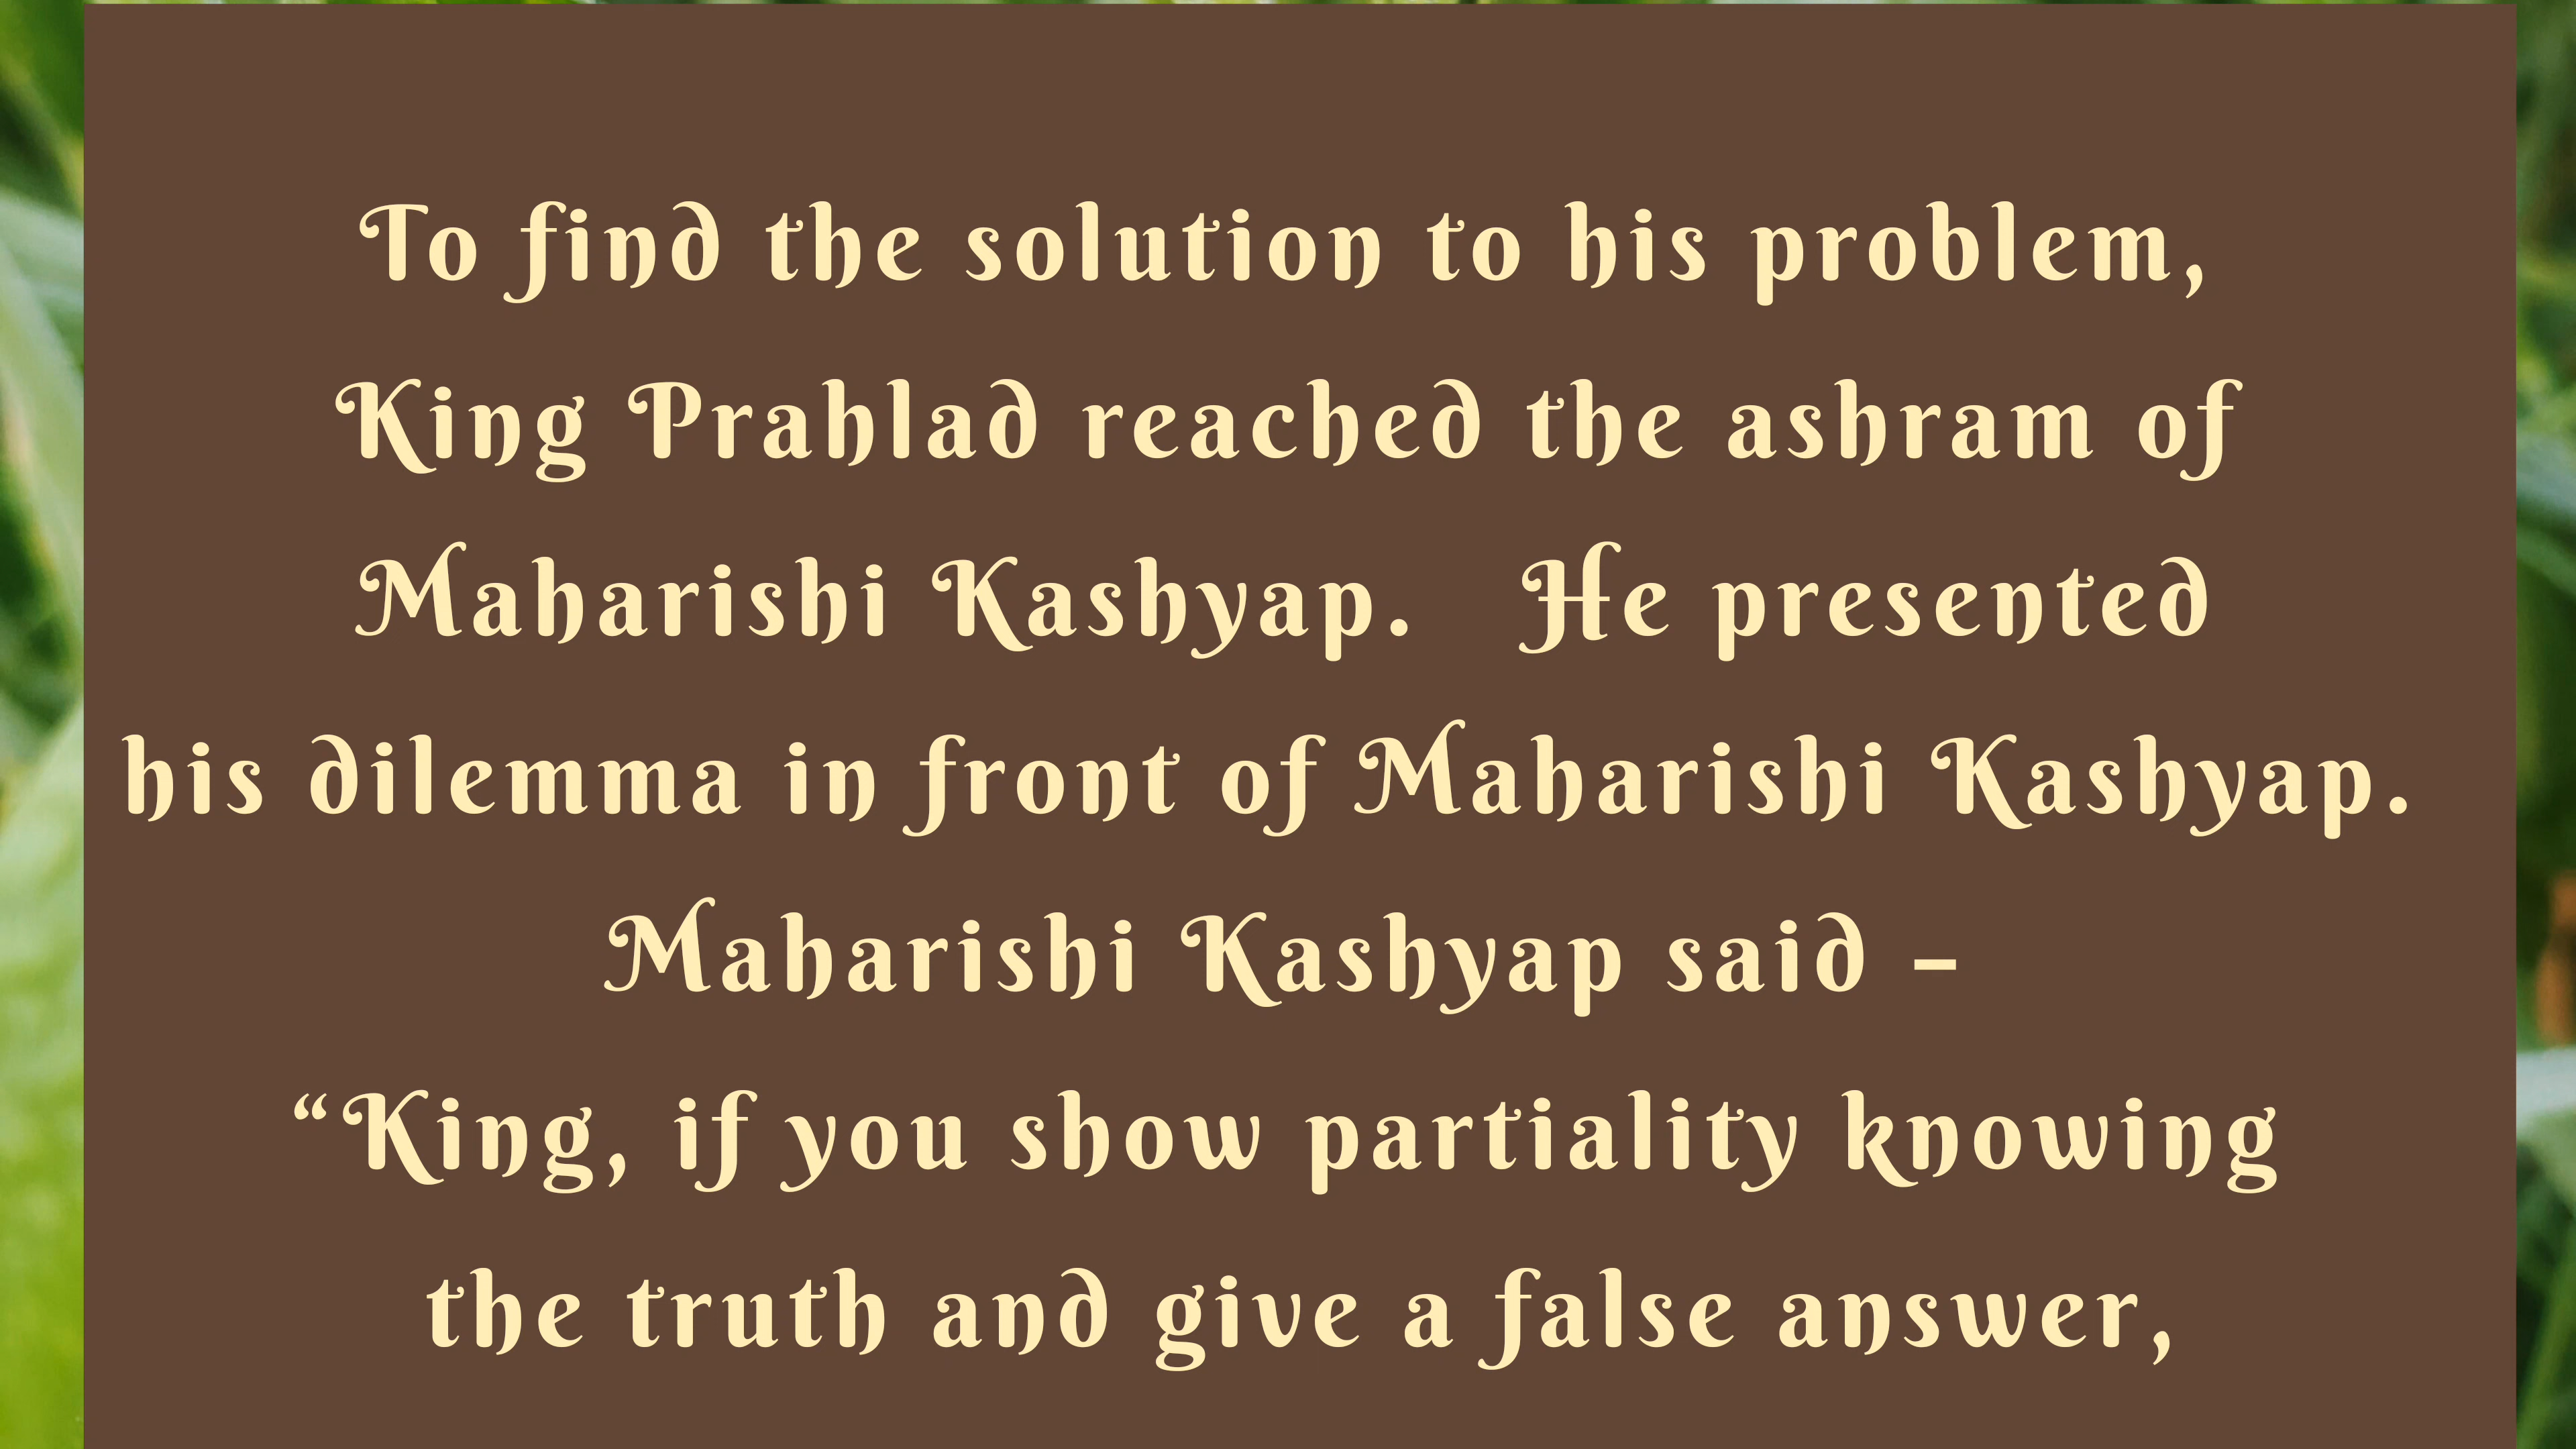 To find the solution to his problem,
King Prahlad reached the ashram of
Maharishi Kashyap. He presented
his dilemma in front of Maharishi Kashyap.
Maharishi Kashyap said –
“King, if you show partiality knowing
the truth and give a false answer,